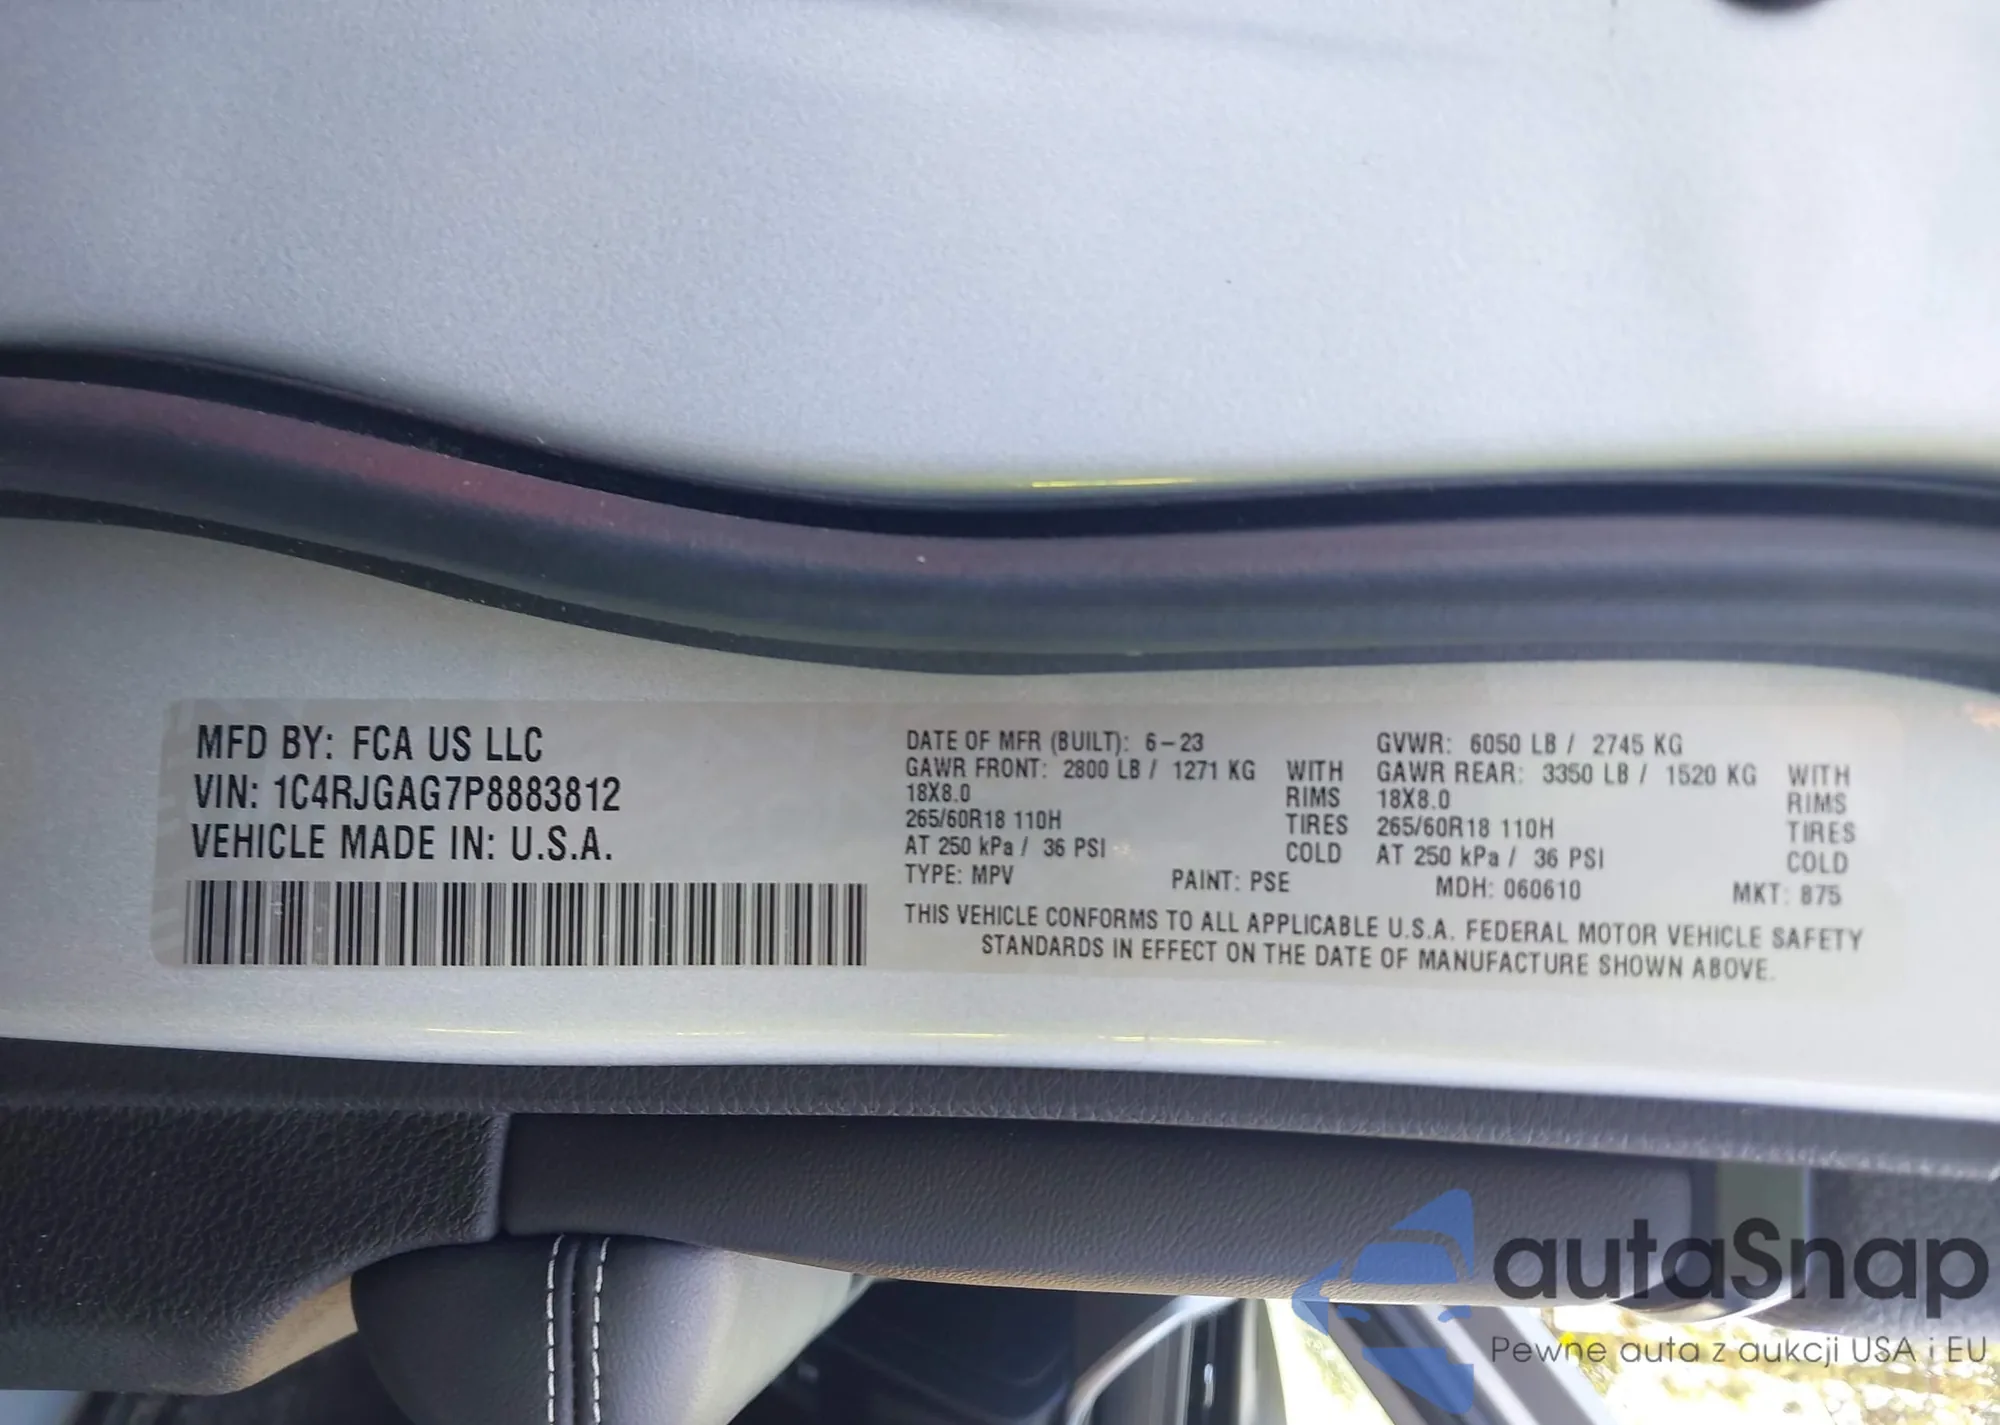 MFD BY: FCA US LLC
VIN: 1C4RJGAG7P8883812
VEHICLE MADE IN: U.S.A.
DATE OF MFR (BUILT): 6-23
GAWR FRONT: 2800 LB / 1271 KG WITH
18X8.0 RIMS
265/60R18 110H TIRES
AT 250 kPa / 36 PSI COLD
GVWR: 6050 LB / 2745 KG
GAWR REAR: 3350 LB / 1520 KG WITH
18X8.0 RIMS
265/60R18 110H TIRES
AT 250 kPa / 36 PSI COLD
TYPE: MPV PAINT: PSE MDH: 060610 MKT: 875
THIS VEHICLE CONFORMS TO ALL APPLICABLE U.S.A. FEDERAL MOTOR VEHICLE SAFETY
STANDARDS IN EFFECT ON THE DATE OF MANUFACTURE SHOWN ABOVE.
autaSnap
Pewne auta z aukcji USA i EU